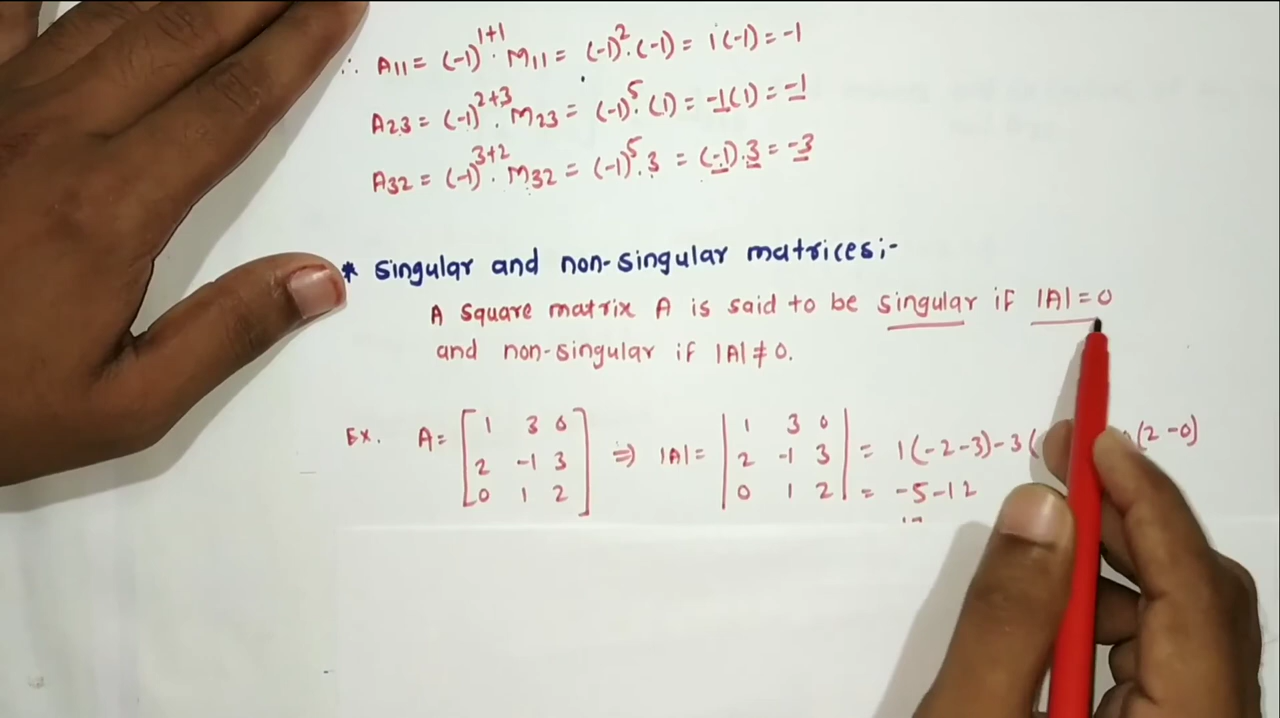 ∴ A11 = (-1)^1+1 · M11 = (-1)^2 · (-1) = 1(-1) = -1
A23 = (-1)^2+3 · M23 = (-1)^5 · (1) = -1(1) = -1
A32 = (-1)^3+2 · M32 = (-1)^5 · 3 = (-1) · 3 = -3
* Singular and non-singular matrices:-
A square matrix A is said to be singular if |A| = 0
and non-singular if |A| ≠ 0.
Ex. A = [1 3 0 ⇒ |A| = |1 3 0| = 1(-2-3)-3( (2-0)
2 -1 3 2 -1 3
0 1 2] 0 1 2 = -5-12